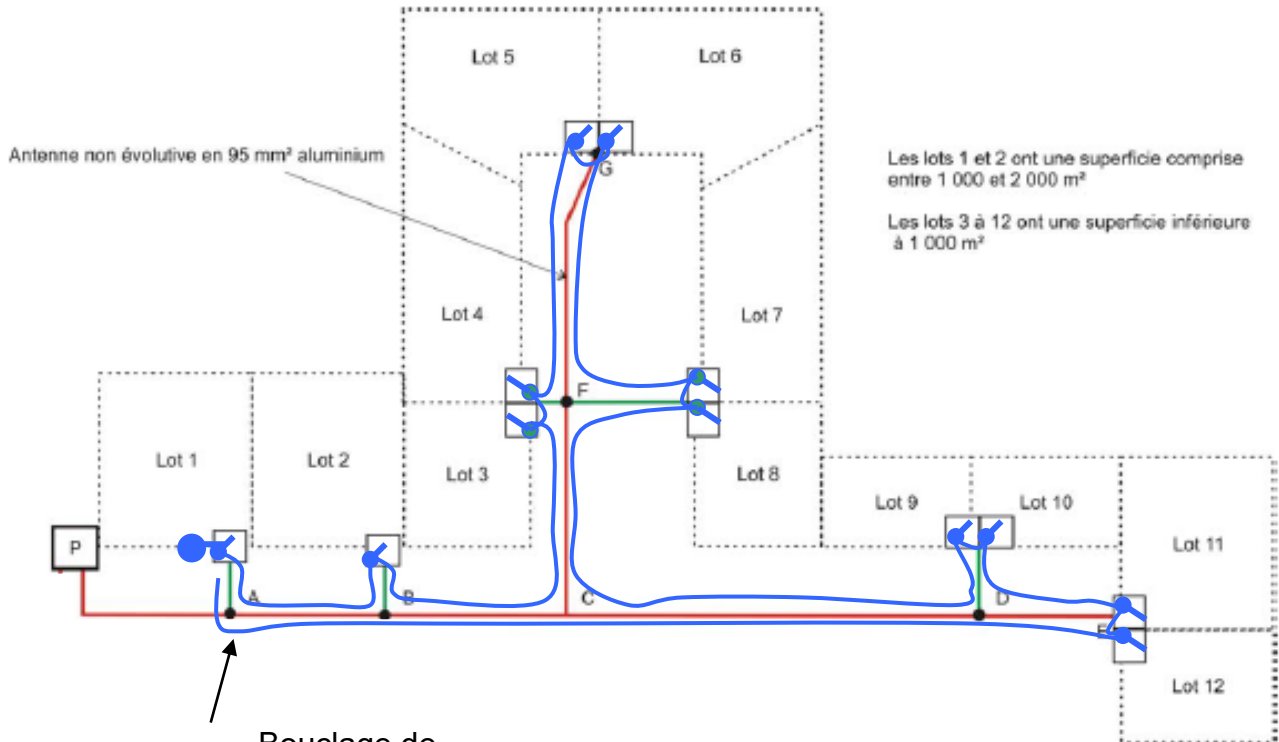 Lot 5
Lot 6
Antenne non évolutive en 95 mm² aluminium
G
Les lots 1 et 2 ont une superficie comprise
entre 1 000 et 2 000 m²
Les lots 3 à 12 ont une superficie inférieure
à 1 000 m²
Lot 4
Lot 7
F
Lot 1
Lot 2
Lot 3
Lot 8
Lot 9
Lot 10
P
Lot 11
A
B
C
D
E
Lot 12
Bouclage de